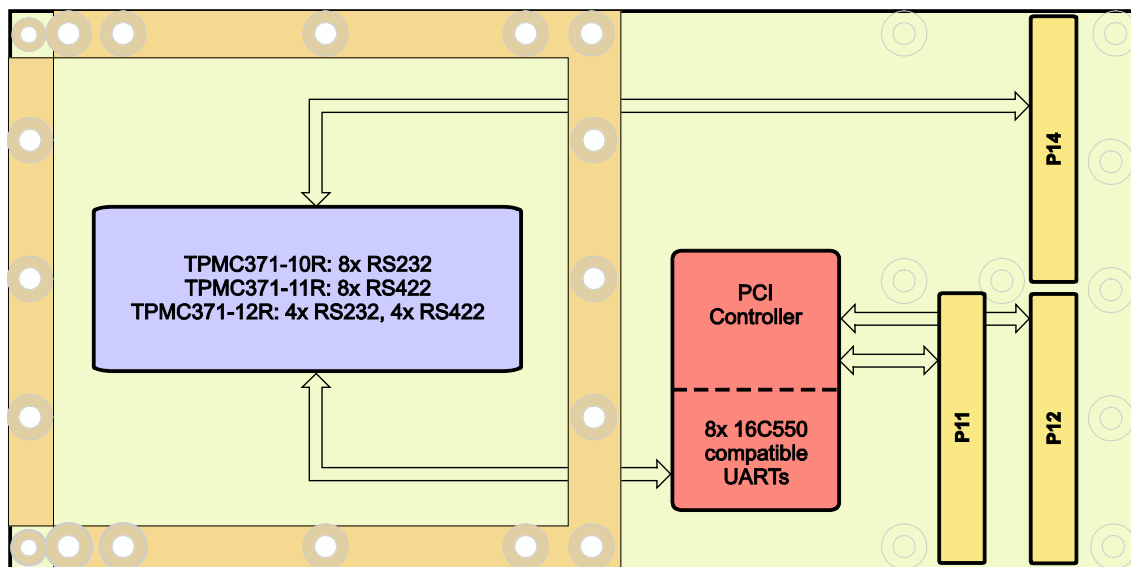 P14
TPMC371-10R: 8x RS232
TPMC371-11R: 8x RS422
TPMC371-12R: 4x RS232, 4x RS422
PCI
Controller
8x 16C550
compatible
UARTs
P11
P12